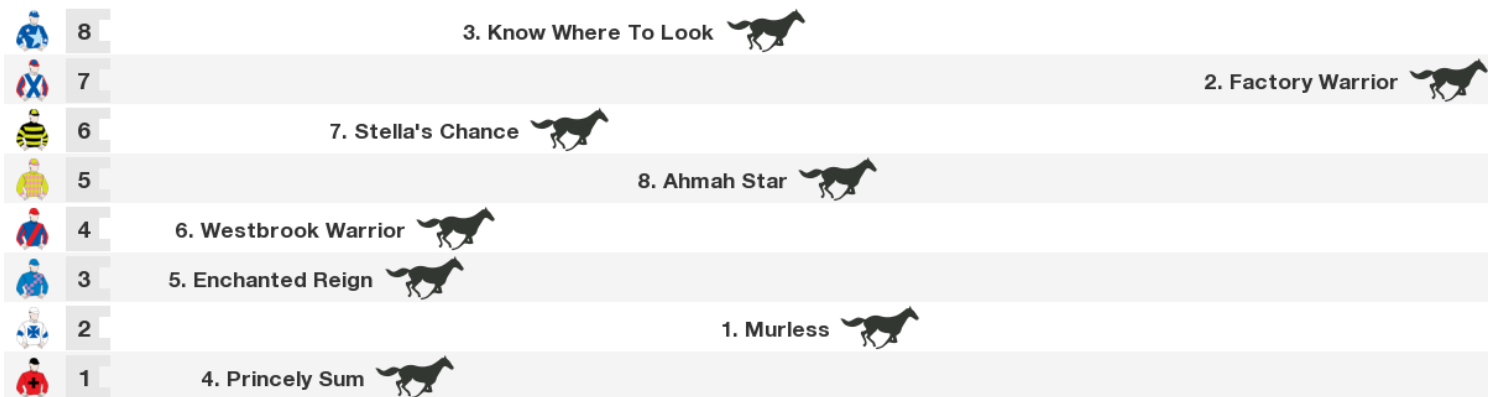 8 3. Know Where To Look
7 2. Factory Warrior
6 7. Stella's Chance
5 8. Ahmah Star
4 6. Westbrook Warrior
3 5. Enchanted Reign
2 1. Murless
1 4. Princely Sum